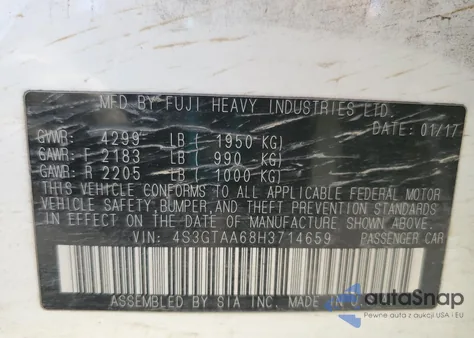 MFD BY FUJI HEAVY INDUSTRIES LTD.
DATE: 01/17
GVWR: 4299 LB ( 1950 KG)
GAWR: F 2183 LB ( 990 KG)
GAWR: R 2205 LB ( 1000 KG)
THIS VEHICLE CONFORMS TO ALL APPLICABLE FEDERAL MOTOR
VEHICLE SAFETY, BUMPER, AND THEFT PREVENTION STANDARDS
IN EFFECT ON THE DATE OF MANUFACTURE SHOWN ABOVE.
VIN: 4S3GTAA68H3714659 PASSENGER CAR
ASSEMBLED BY SIA INC. MADE IN U.
autoSnap
Pewne auta z aukcji USA i EU